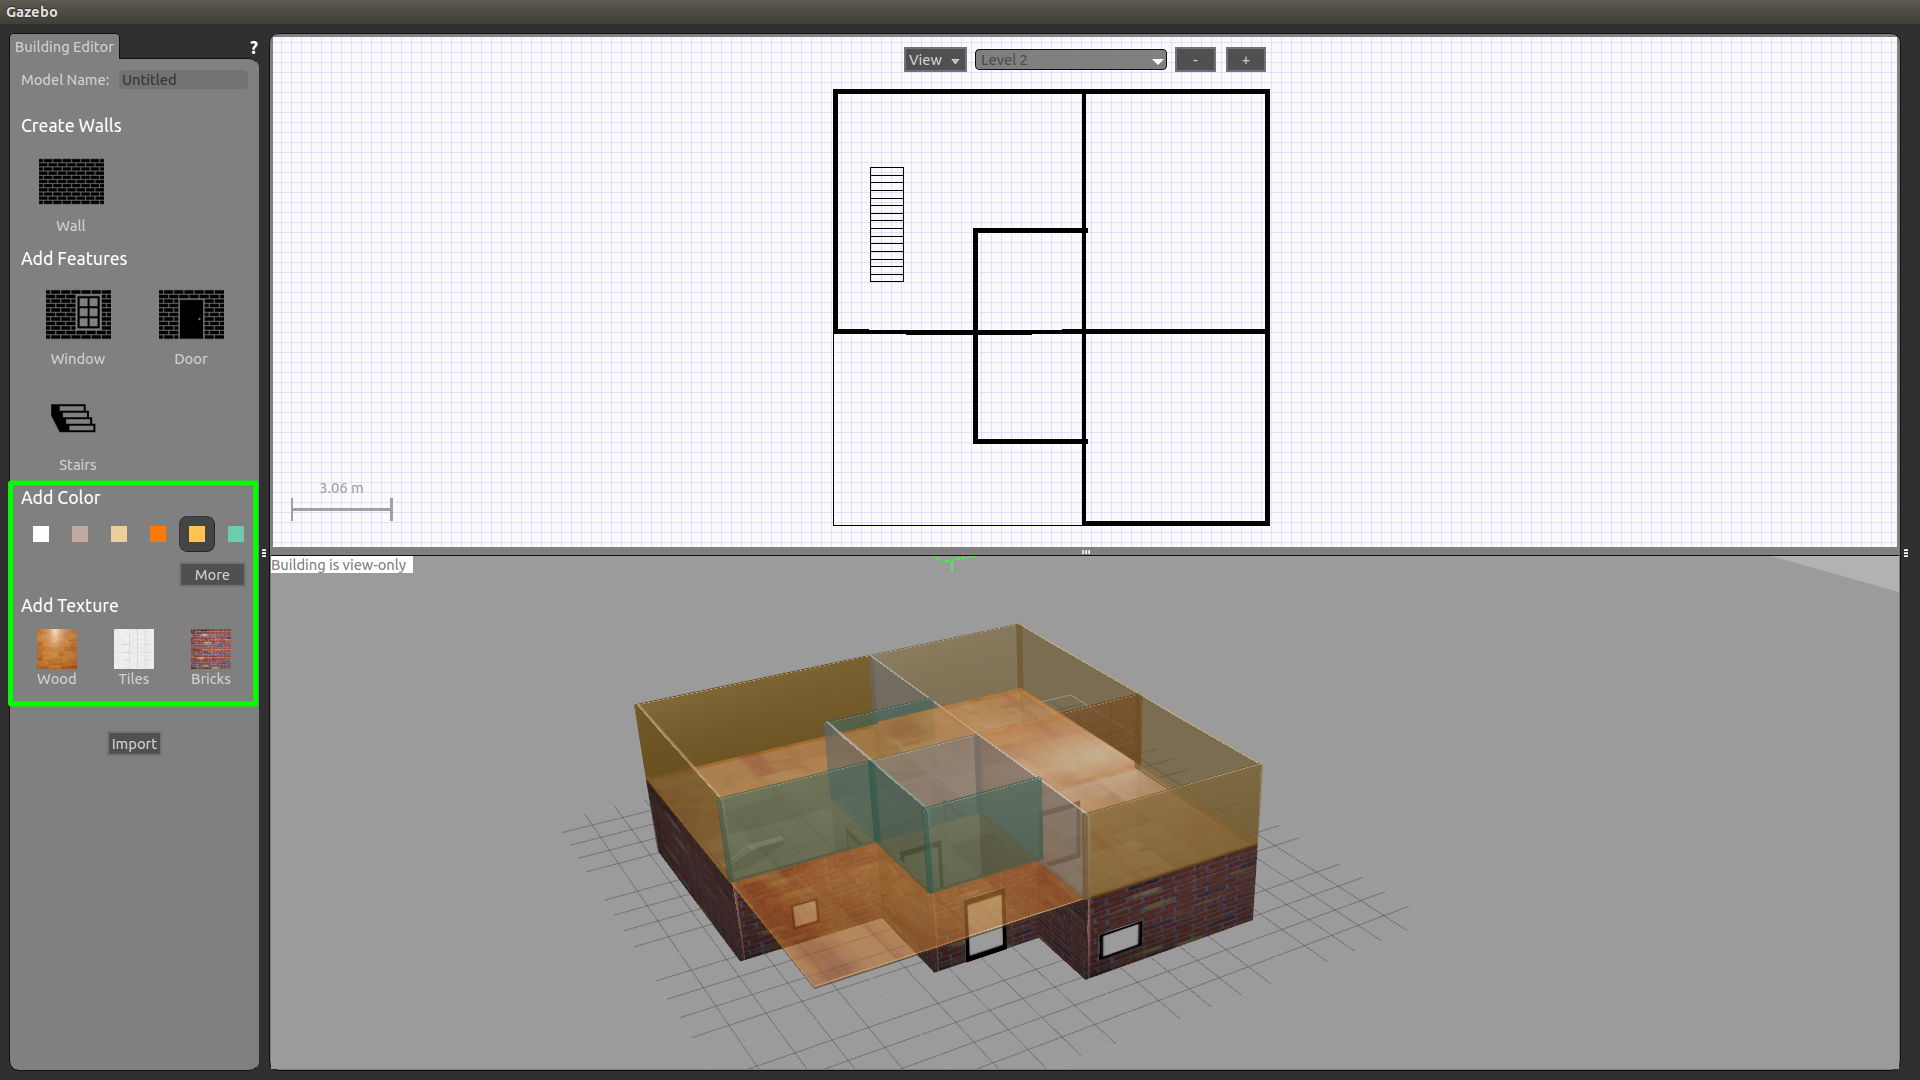 Gazebo
Building Editor ?
Model Name: Untitled
Create Walls
Wall
Add Features
Window Door
Stairs
Add Color
More
Add Texture
Wood Tiles Bricks
Import
View Level 2 - +
3.06 m
Building is view-only